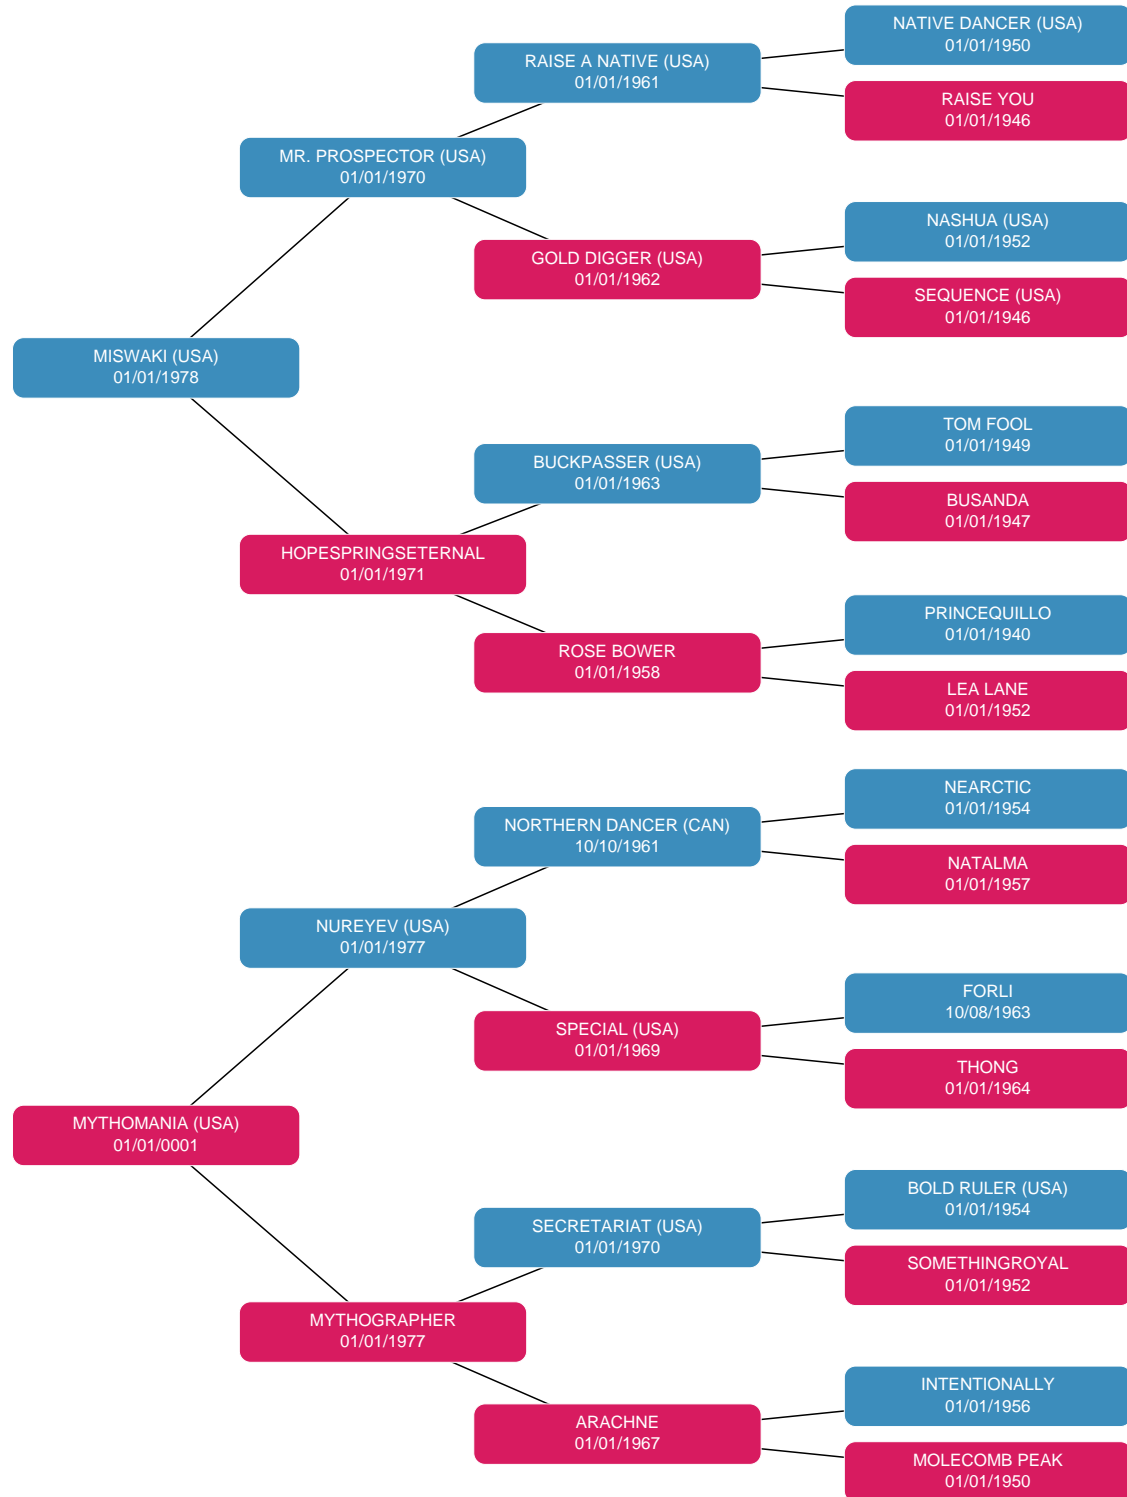 NATIVE DANCER (USA)
01/01/1950
RAISE A NATIVE (USA)
01/01/1961
RAISE YOU
01/01/1946
MR. PROSPECTOR (USA)
01/01/1970
NASHUA (USA)
01/01/1952
GOLD DIGGER (USA)
01/01/1962
SEQUENCE (USA)
01/01/1946
MISWAKI (USA)
01/01/1978
TOM FOOL
01/01/1949
BUCKPASSER (USA)
01/01/1963
BUSANDA
01/01/1947
HOPESPRINGSETERNAL
01/01/1971
PRINCEQUILLO
01/01/1940
ROSE BOWER
01/01/1958
LEA LANE
01/01/1952
NEARCTIC
01/01/1954
NORTHERN DANCER (CAN)
10/10/1961
NATALMA
01/01/1957
NUREYEV (USA)
01/01/1977
FORLI
10/08/1963
SPECIAL (USA)
01/01/1969
THONG
01/01/1964
MYTHOMANIA (USA)
01/01/0001
BOLD RULER (USA)
01/01/1954
SECRETARIAT (USA)
01/01/1970
SOMETHINGROYAL
01/01/1952
MYTHOGRAPHER
01/01/1977
INTENTIONALLY
01/01/1956
ARACHNE
01/01/1967
MOLECOMB PEAK
01/01/1950